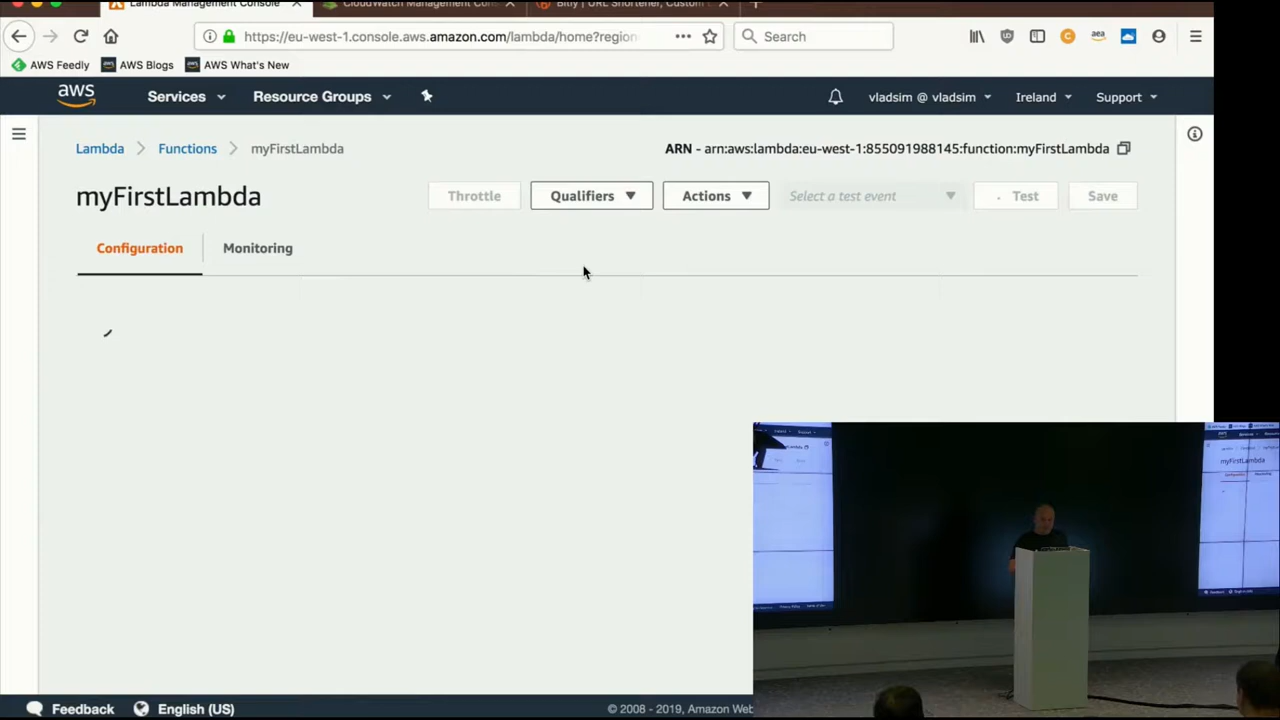 Lambda Management Console
CloudWatch Management Con
Bitly | URL Shortener, Custom
https://eu-west-1.console.aws.amazon.com/lambda/home?region
Search
AWS Feedly
AWS Blogs
AWS What's New
aws
Services
Resource Groups
vladsim @ vladsim
Ireland
Support
Lambda
Functions
myFirstLambda
ARN - arn:aws:lambda:eu-west-1:855091988145:function:myFirstLambda
myFirstLambda
Throttle
Qualifiers
Actions
Select a test event
Test
Save
Configuration
Monitoring
myFirstLambda
Feedback
English (US)
© 2008 - 2019, Amazon Web